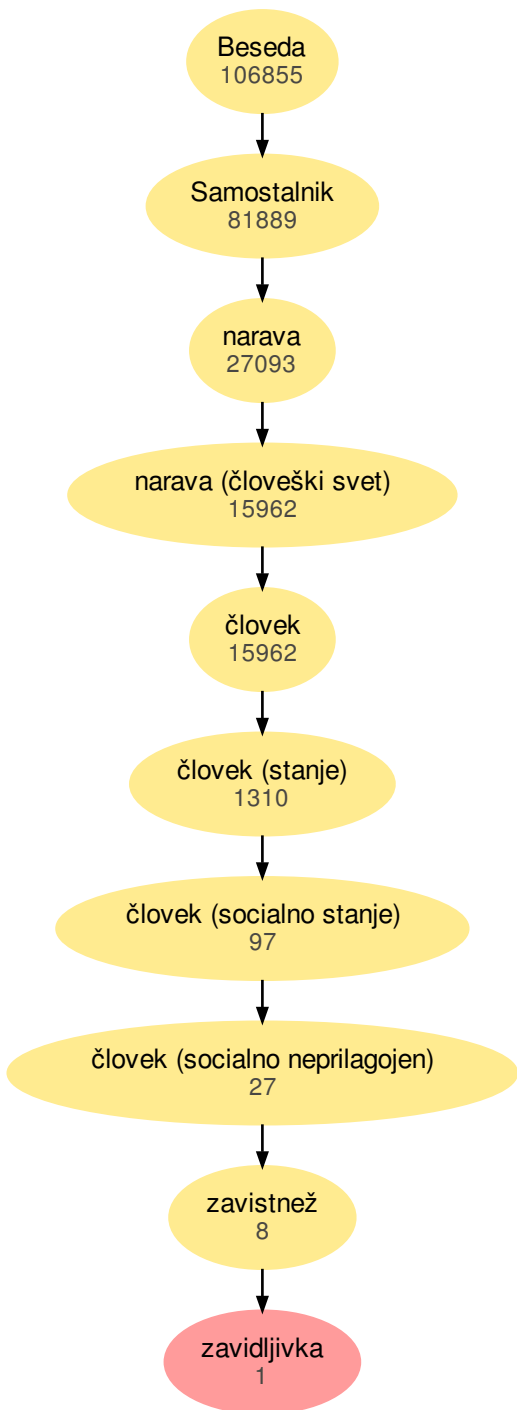 Beseda
106855
Samostalnik
81889
narava
27093
narava (človeški svet)
15962
človek
15962
človek (stanje)
1310
človek (socialno stanje)
97
človek (socialno neprilagojen)
27
zavistnež
8
zavidljivka
1